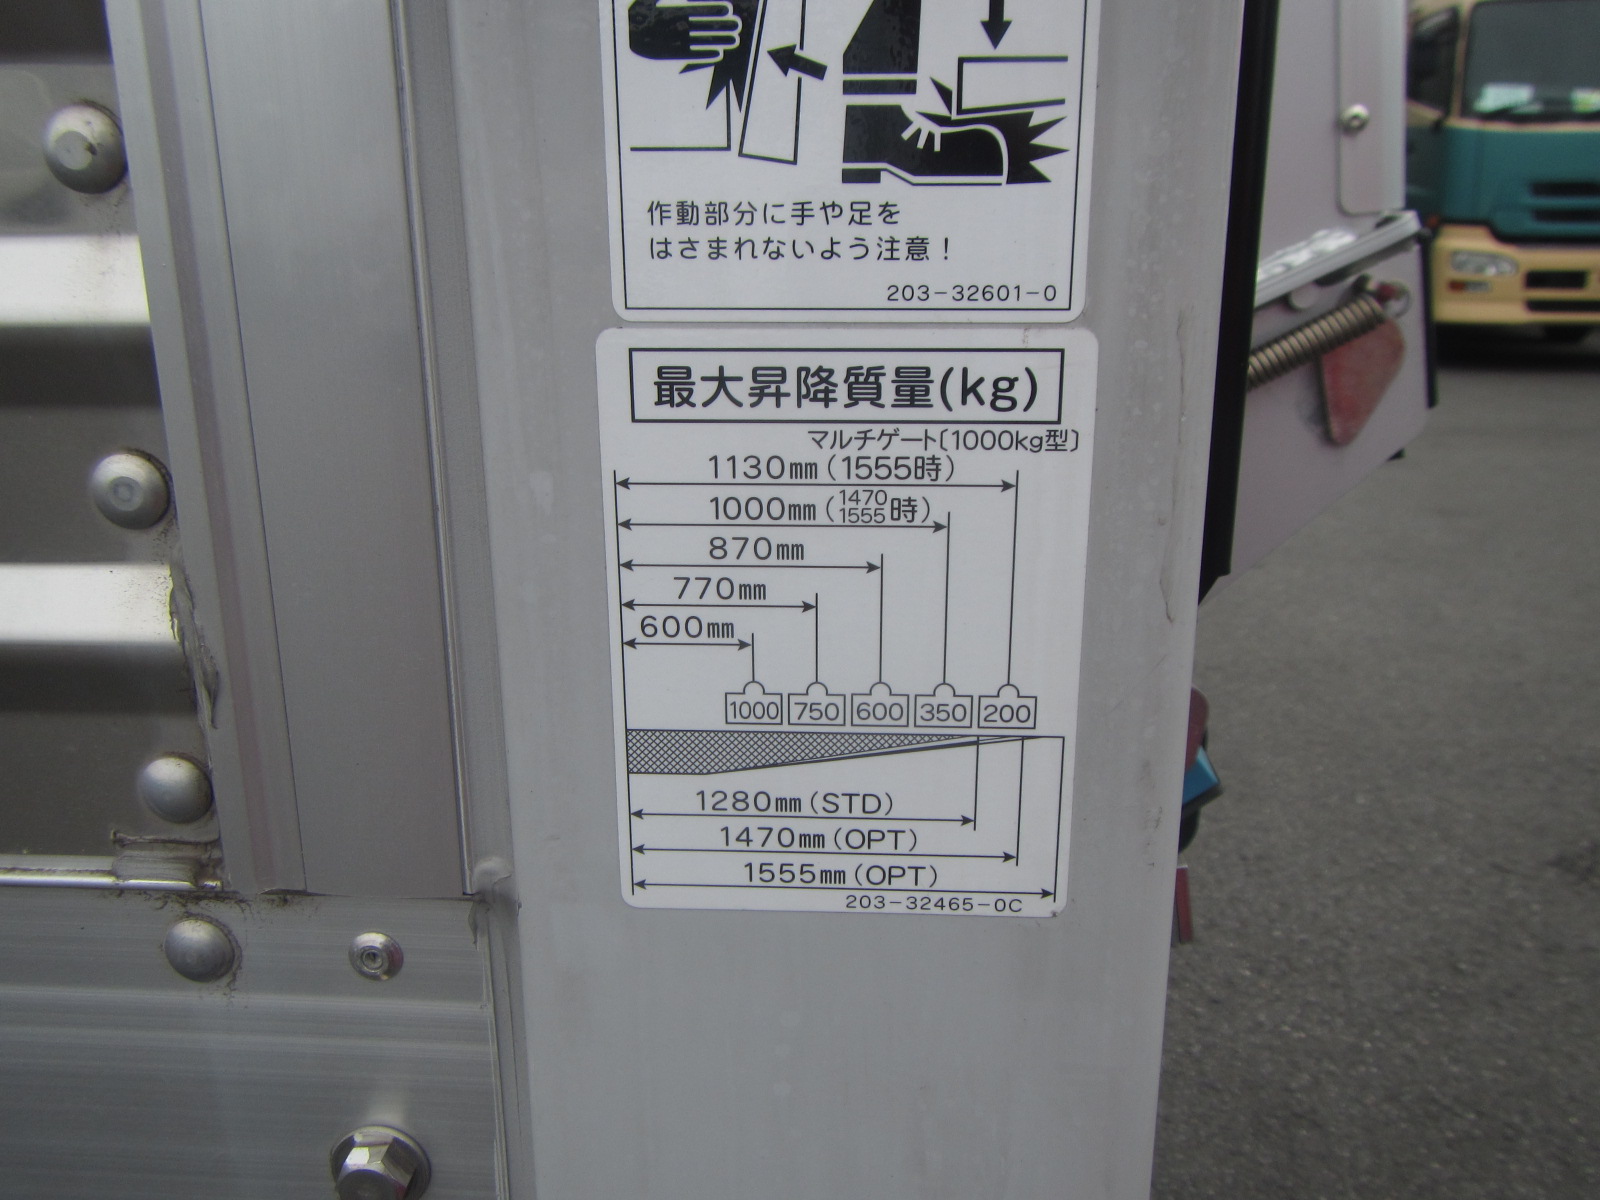 作動部分に手や足を
はさまれないよう注意!
203-32601-0
最大昇降質量(kg)
マルチゲート〔1000kg型〕
1130mm(1555時)
1000mm(1470 1555時)
870mm
770mm
600mm
1000 750 600 350 200
1280mm(STD)
1470mm(OPT)
1555mm(OPT)
203-32465-0C